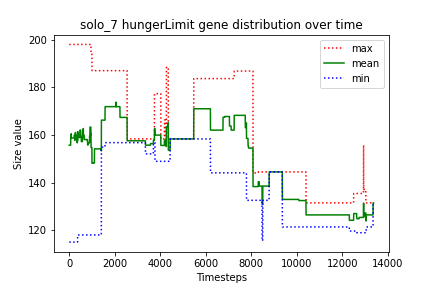 solo_7 hungerLimit gene distribution over time
max
mean
min
Size value
200
180
160
140
120
0
2000
4000
6000
8000
10000
12000
14000
Timesteps